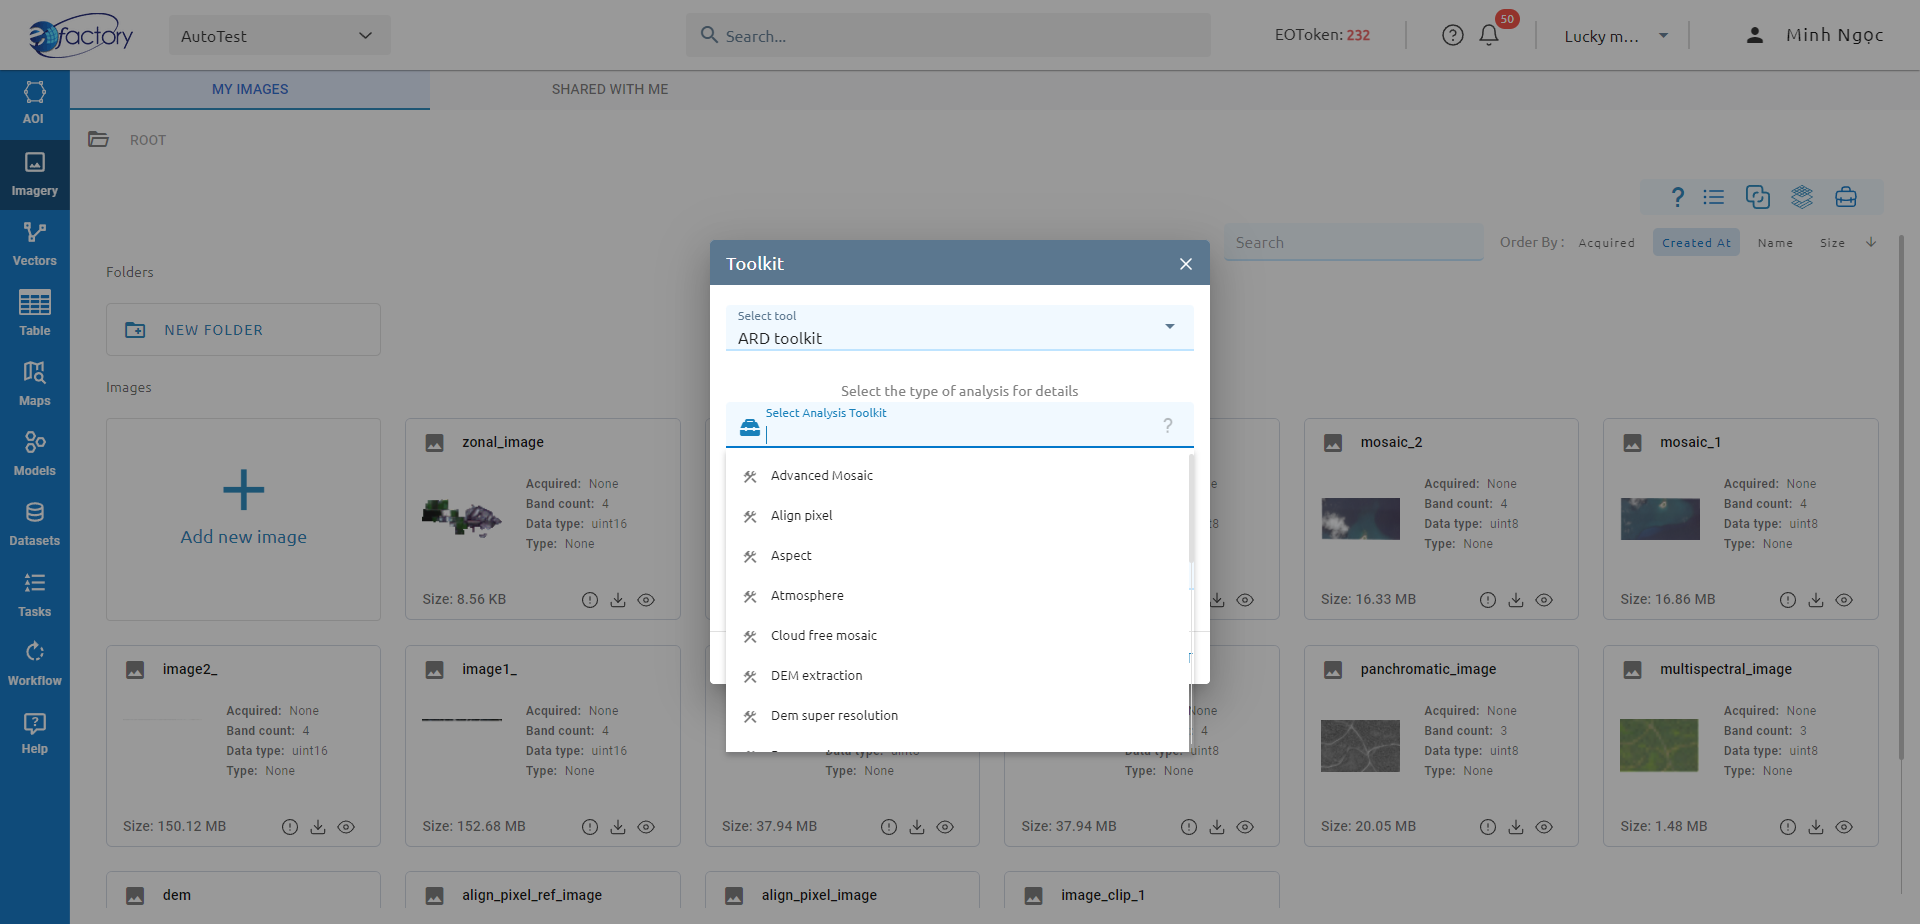 eofactory
AutoTest
Search...
EOToken: 232
50
Lucky m...
Minh Ngọc
AOI
Imagery
Vectors
Table
Maps
Models
Datasets
Tasks
Workflow
Help
MY IMAGES
SHARED WITH ME
ROOT
Search
Order By :
Acquired
Created At
Name
Size
Folders
NEW FOLDER
Images
Add new image
Toolkit
Select tool
ARD toolkit
Select the type of analysis for details
Select Analysis Toolkit
?
Advanced Mosaic
Align pixel
Aspect
Atmosphere
Cloud free mosaic
DEM extraction
Dem super resolution
zonal_image
Acquired: None
Band count: 4
Data type: uint16
Type: None
Size: 8.56 KB
mosaic_2
Acquired: None
Band count: 4
Data type: uint8
Type: None
Size: 16.33 MB
mosaic_1
Acquired: None
Band count: 4
Data type: uint8
Type: None
Size: 16.86 MB
image2_
Acquired: None
Band count: 4
Data type: uint16
Type: None
Size: 150.12 MB
image1_
Acquired: None
Band count: 4
Data type: uint16
Type: None
Size: 152.68 MB
Type: None
Size: 37.94 MB
None
4
uint8
Type: None
Size: 37.94 MB
panchromatic_image
Acquired: None
Band count: 3
Data type: uint8
Type: None
Size: 20.05 MB
multispectral_image
Acquired: None
Band count: 3
Data type: uint8
Type: None
Size: 1.48 MB
dem
align_pixel_ref_image
align_pixel_image
image_clip_1